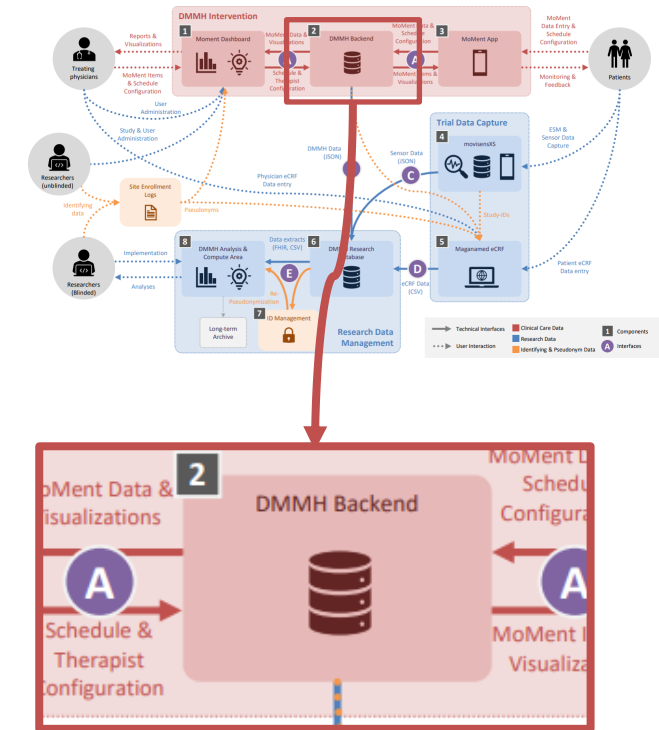 DMMH Intervention
1
Moment Dashboard
MoMent Data &
Visualizations
A
Schedule &
Therapist
Configuration
2
DMMH Backend
MoMent Data &
Schedule
Configuration
A
MoMent Items &
Visualizations
3
MoMent App
MoMent
Data Entry &
Schedule
Configuration
Monitoring &
Feedback
Patients
Reports &
Visualizations
Treating
physicians
MoMent Items
& Schedule
Configuration
User
Administration
Study & User
Administration
Researchers
(unblinded)
Identifying
data
Site Enrollment
Logs
Pseudonyms
Physician eCRF
Data entry
DMMH Data
(JSON)
Sensor Data
(JSON)
C
Trial Data Capture
4
movisensXS
ESM &
Sensor Data
Capture
Study-IDs
5
Maganamed eCRF
Patient eCRF
Data entry
D
eCRF Data
(CSV)
Researchers
(Blinded)
Implementation
Analyses
8
DMMH Analysis &
Compute Area
Data extracts
(FHIR, CSV)
E
6
Research
Re-
Pseudonymization
7
ID Management
Long-term
Archive
Research Data
Management
Technical Interfaces
User Interaction
Clinical Care Data
Research Data
Identifying & Pseudonym Data
1
Components
A
Interfaces
2
DMMH Backend
oMent Data &
isualizations
A
Schedule &
Therapist
onfiguration
MoMent
Schedu
Configura
A
MoMent I
Visualiza